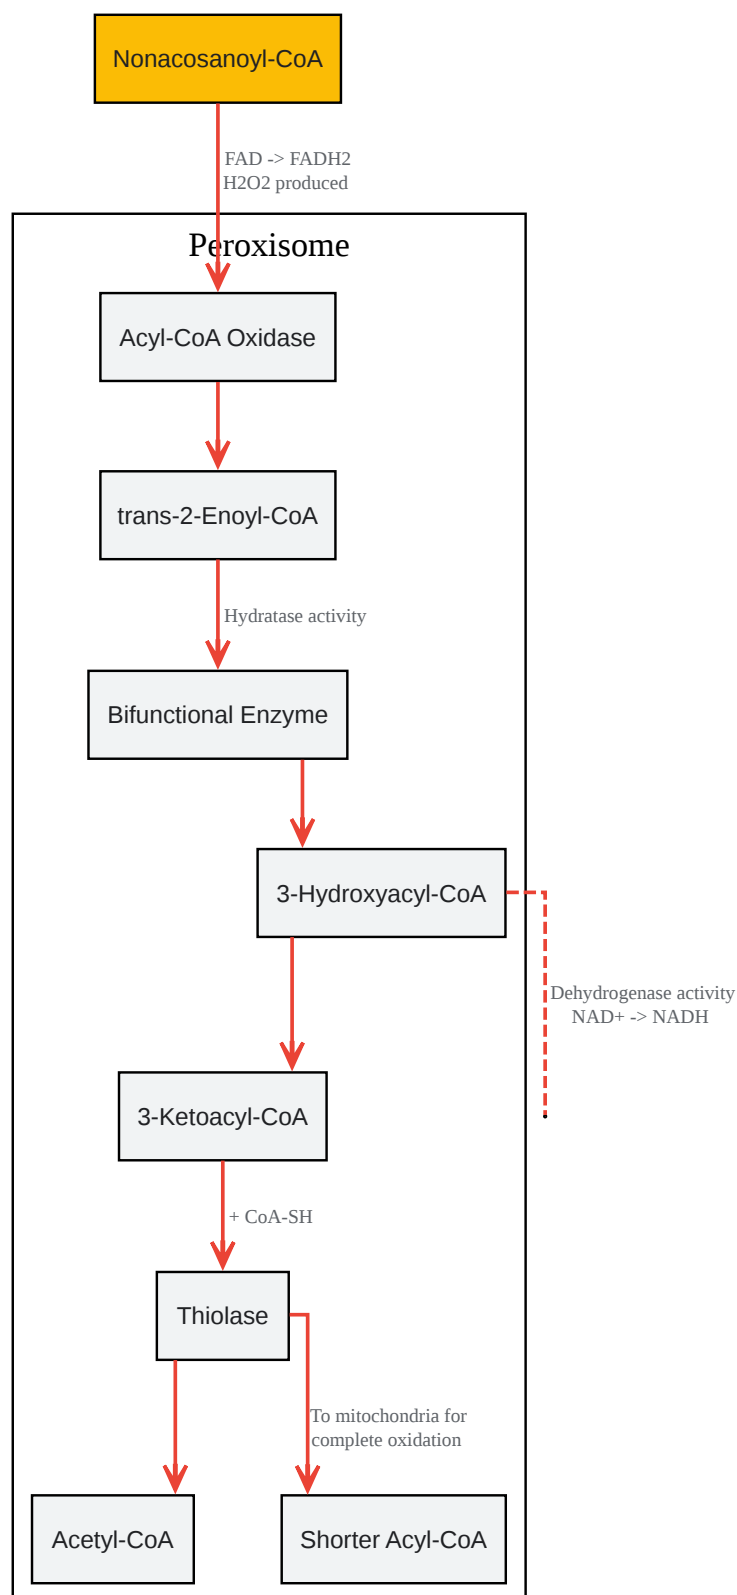 Nonacosanoyl-CoA
FAD -> FADH2
H2O2 produced
Peroxisome
Acyl-CoA Oxidase
trans-2-Enoyl-CoA
Hydratase activity
Bifunctional Enzyme
3-Hydroxyacyl-CoA
Dehydrogenase activity
NAD+ -> NADH
3-Ketoacyl-CoA
+ CoA-SH
Thiolase
To mitochondria for
complete oxidation
Acetyl-CoA
Shorter Acyl-CoA